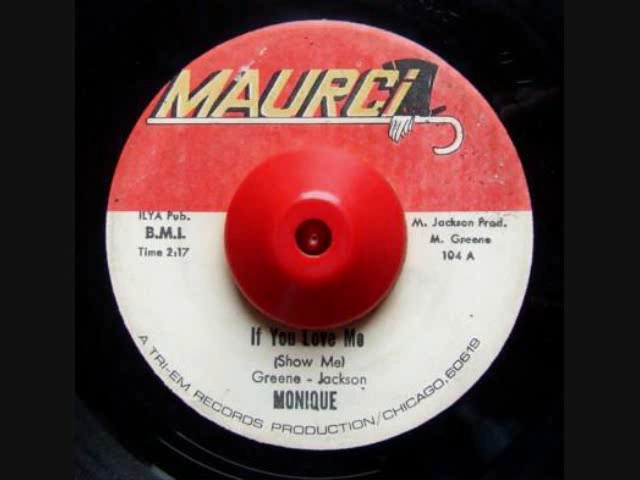 MAURCi
ILYA Pub.
B.M.I.
Time 2:17
M. Jackson Prod.
M. Greene
104 A
If You Love Me
(Show Me)
Greene - Jackson
MONIQUE
A TRI-EM RECORDS PRODUCTION/CHICAGO, 60619